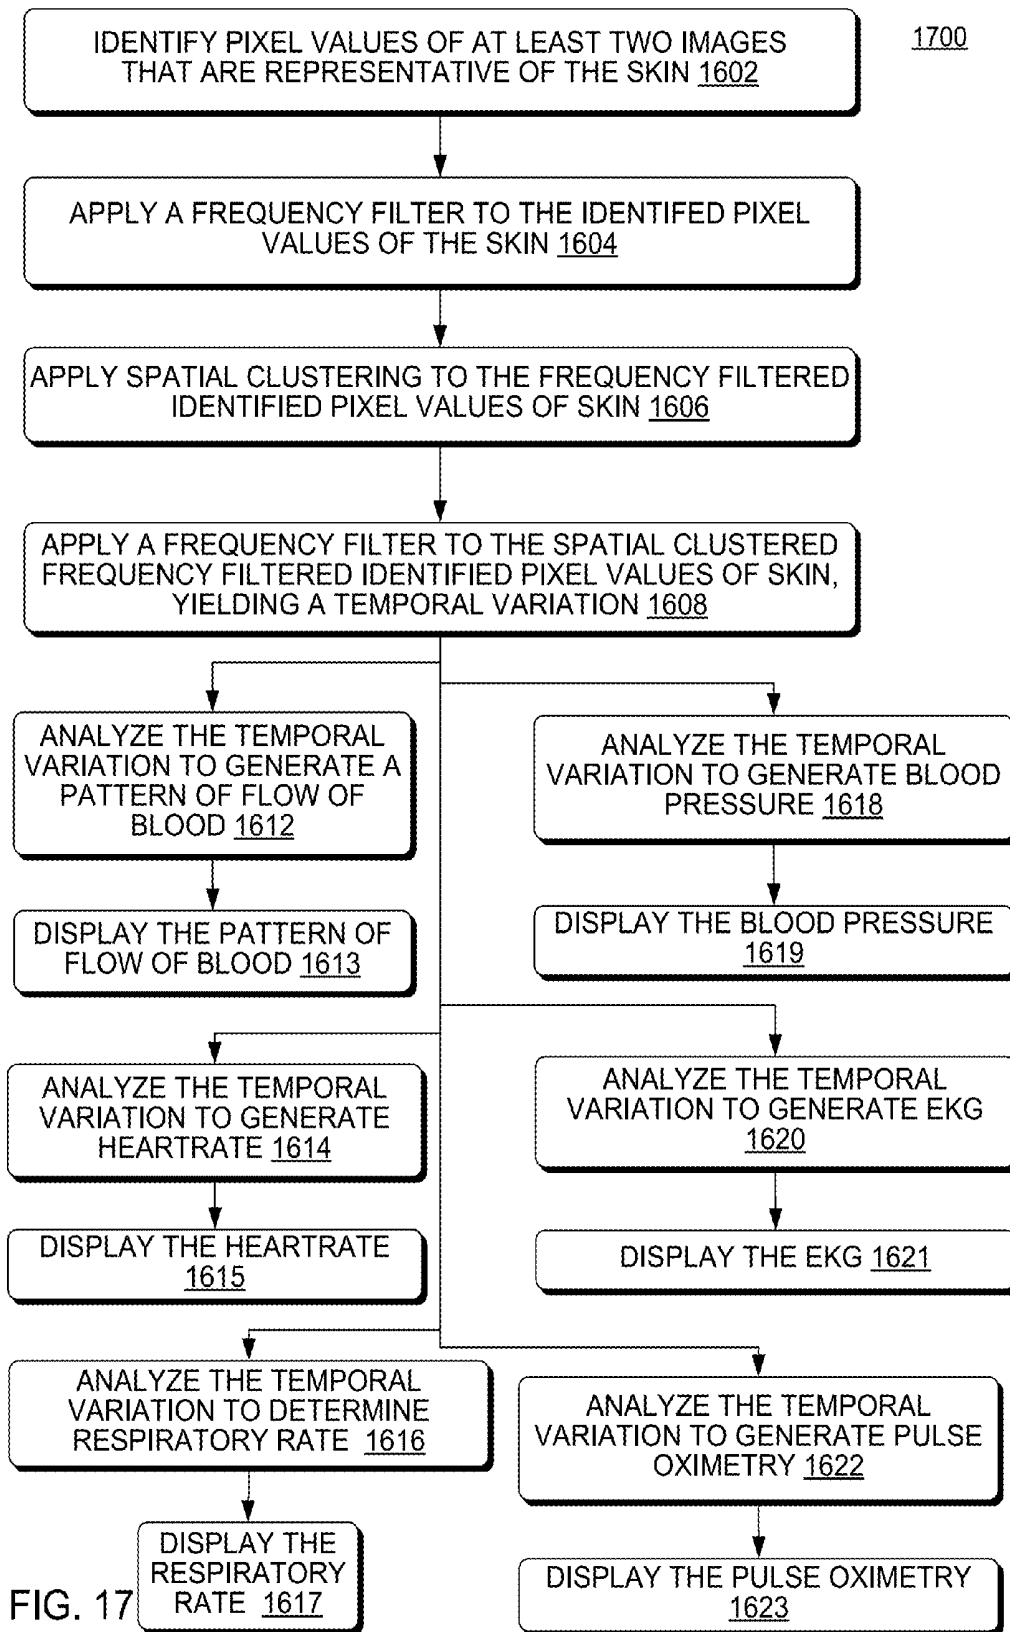 1700
IDENTIFY PIXEL VALUES OF AT LEAST TWO IMAGES
THAT ARE REPRESENTATIVE OF THE SKIN 1602
APPLY A FREQUENCY FILTER TO THE IDENTIFED PIXEL
VALUES OF THE SKIN 1604
APPLY SPATIAL CLUSTERING TO THE FREQUENCY FILTERED
IDENTIFIED PIXEL VALUES OF SKIN 1606
APPLY A FREQUENCY FILTER TO THE SPATIAL CLUSTERED
FREQUENCY FILTERED IDENTIFIED PIXEL VALUES OF SKIN,
YIELDING A TEMPORAL VARIATION 1608
ANALYZE THE TEMPORAL
VARIATION TO GENERATE A
PATTERN OF FLOW OF
BLOOD 1612
DISPLAY THE PATTERN OF
FLOW OF BLOOD 1613
ANALYZE THE TEMPORAL
VARIATION TO GENERATE BLOOD
PRESSURE 1618
DISPLAY THE BLOOD PRESSURE
1619
ANALYZE THE TEMPORAL
VARIATION TO GENERATE
HEARTRATE 1614
DISPLAY THE HEARTRATE
1615
ANALYZE THE TEMPORAL
VARIATION TO GENERATE EKG
1620
DISPLAY THE EKG 1621
ANALYZE THE TEMPORAL
VARIATION TO DETERMINE
RESPIRATORY RATE 1616
DISPLAY THE
RESPIRATORY
RATE 1617
ANALYZE THE TEMPORAL
VARIATION TO GENERATE PULSE
OXIMETRY 1622
DISPLAY THE PULSE OXIMETRY
1623
FIG. 17